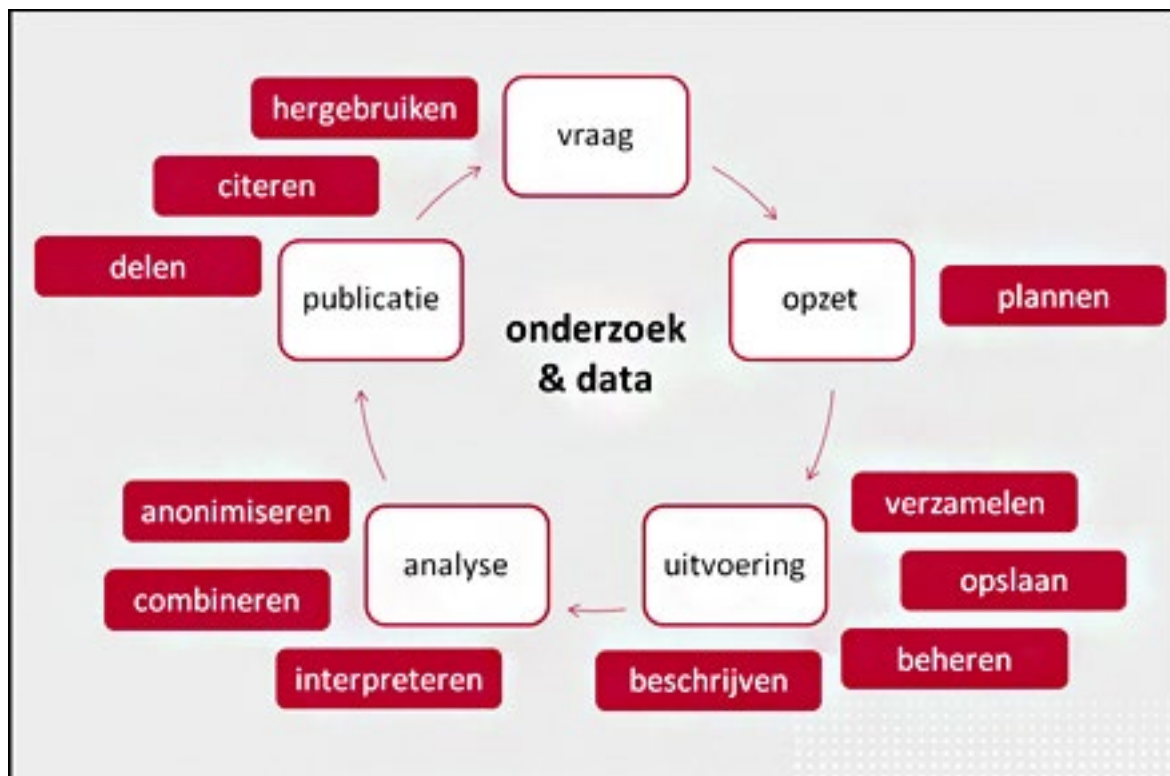 hergebruiken
vraag
citeren
delen
publicatie
opzet
plannen
onderzoek
& data
anonimiseren
verzamelen
analyse
uitvoering
opslaan
combineren
beheren
interpreteren
beschrijven